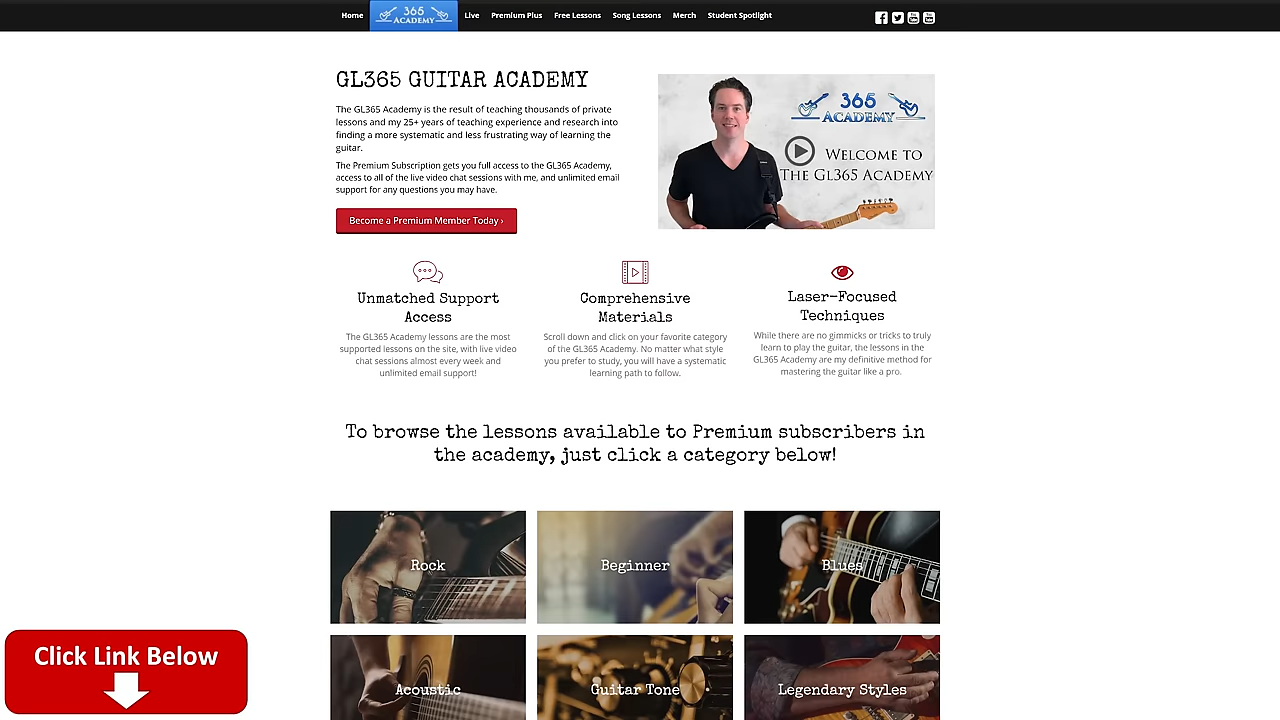 Home
365
ACADEMY
Live
Premium Plus
Free Lessons
Song Lessons
Merch
Student Spotlight
GL365 GUITAR ACADEMY
The GL365 Academy is the result of teaching thousands of private
lessons and my 25+ years of teaching experience and research into
finding a more systematic and less frustrating way of learning the
guitar.
The Premium Subscription gets you full access to the GL365 Academy,
access to all of the live video chat sessions with me, and unlimited email
support for any questions you may have.
Become a Premium Member Today ›
365
ACADEMY
WELCOME TO
THE GL365 ACADEMY
Unmatched Support
Access
The GL365 Academy lessons are the most
supported lessons on the site, with live video
chat sessions almost every week and
unlimited email support!
Comprehensive
Materials
Scroll down and click on your favorite category
of the GL365 Academy. No matter what style
you prefer to study, you will have a systematic
learning path to follow.
Laser-Focused
Techniques
While there are no gimmicks or tricks to truly
learn to play the guitar, the lessons in the
GL365 Academy are my definitive method for
mastering the guitar like a pro.
To browse the lessons available to Premium subscribers in
the academy, just click a category below!
Rock
Beginner
Blues
Acoustic
Guitar Tone
Legendary Styles
Click Link Below